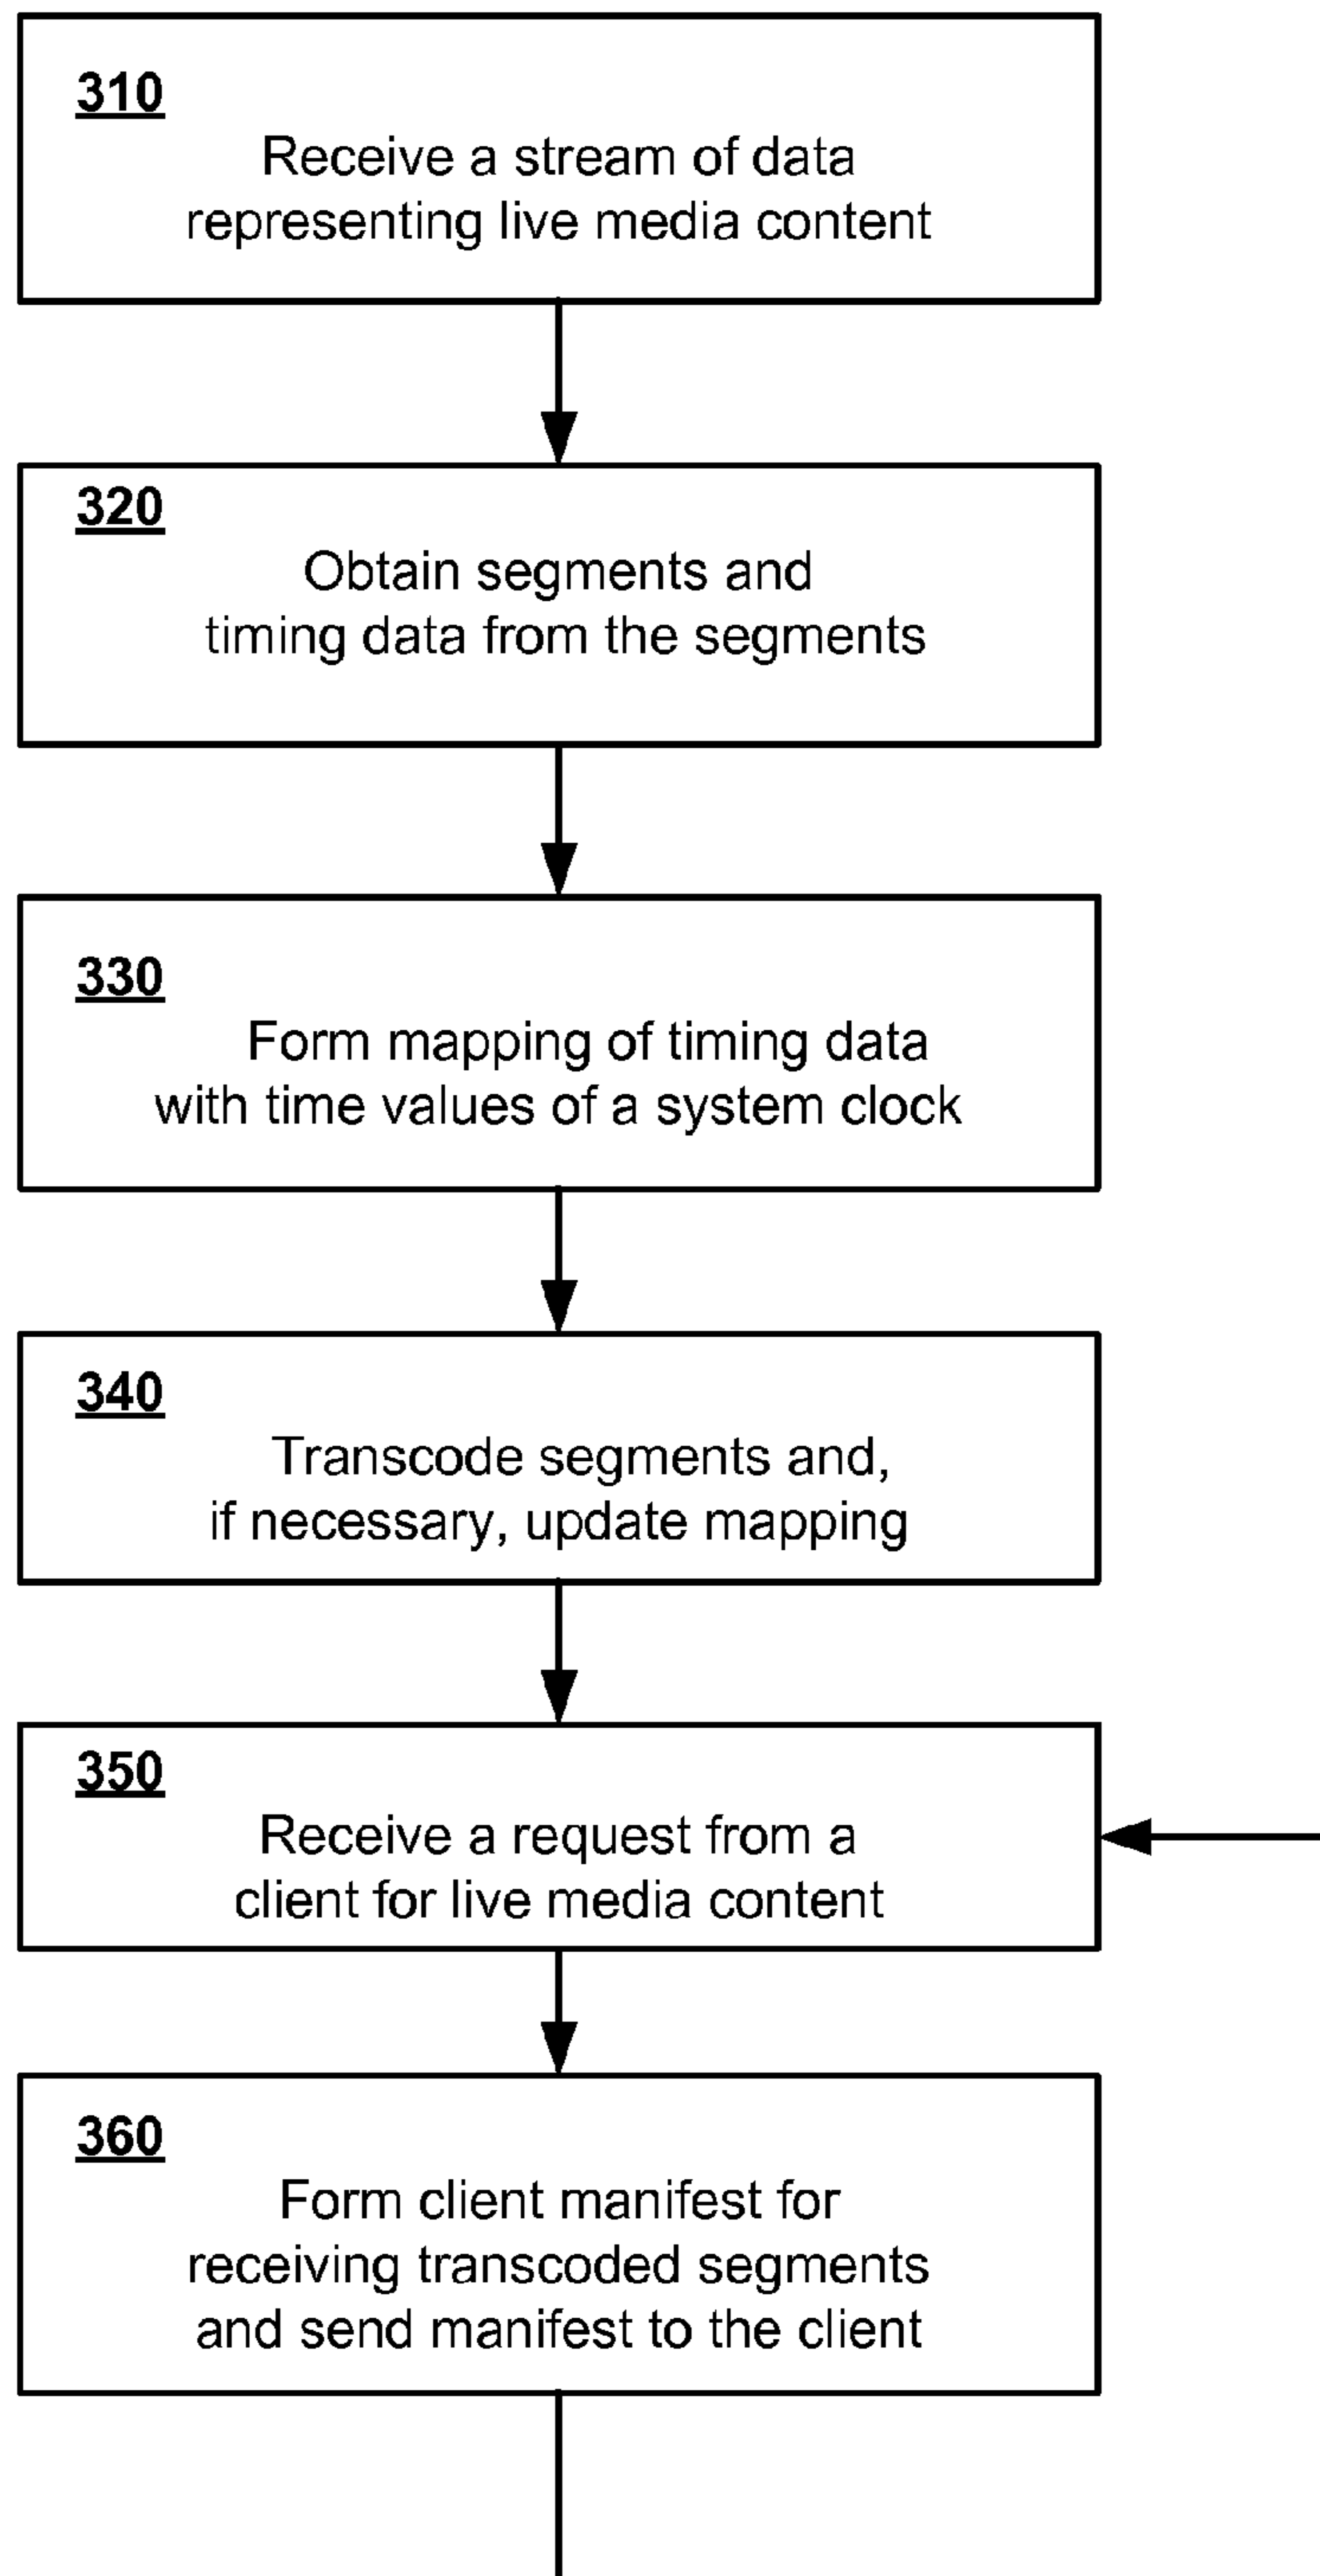 310
Receive a stream of data
representing live media content
320
Obtain segments and
timing data from the segments
330
Form mapping of timing data
with time values of a system clock
340
Transcode segments and,
if necessary, update mapping
350
Receive a request from a
client for live media content
360
Form client manifest for
receiving transcoded segments
and send manifest to the client